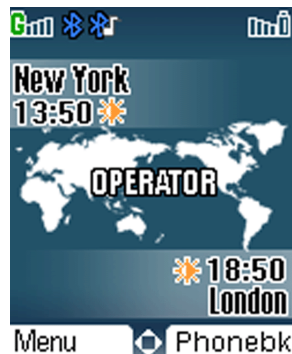 G
New York
13:50
OPERATOR
18:50
London
Menu Phonebk